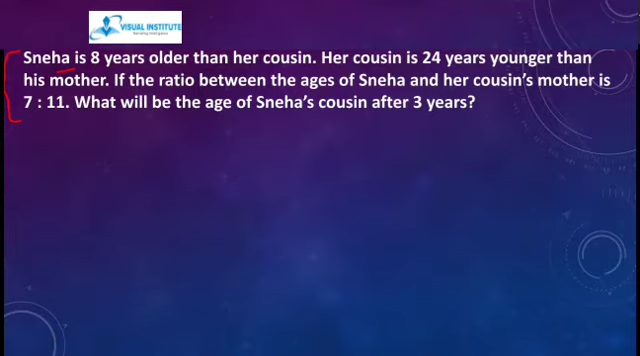 VISUAL INSTITUTE
Sneha is 8 years older than her cousin. Her cousin is 24 years younger than
his mother. If the ratio between the ages of Sneha and her cousin's mother is
7 : 11. What will be the age of Sneha's cousin after 3 years?